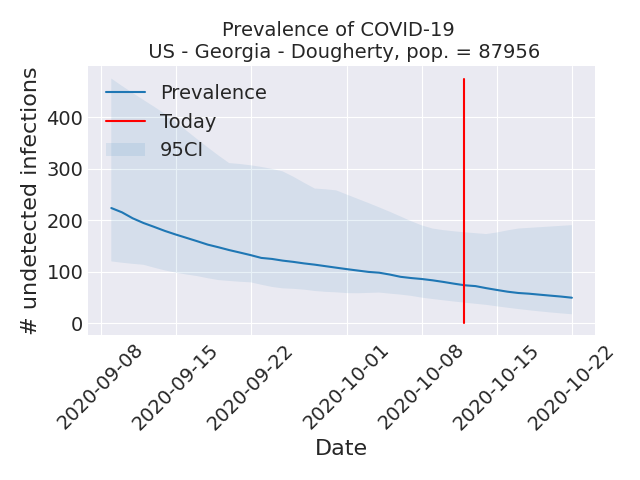 Prevalence of COVID-19
US - Georgia - Dougherty, pop. = 87956
# undetected infections
400
300
200
100
0
Prevalence
Today
95CI
2020-09-08
2020-09-15
2020-09-22
2020-10-01
2020-10-08
2020-10-15
2020-10-22
Date